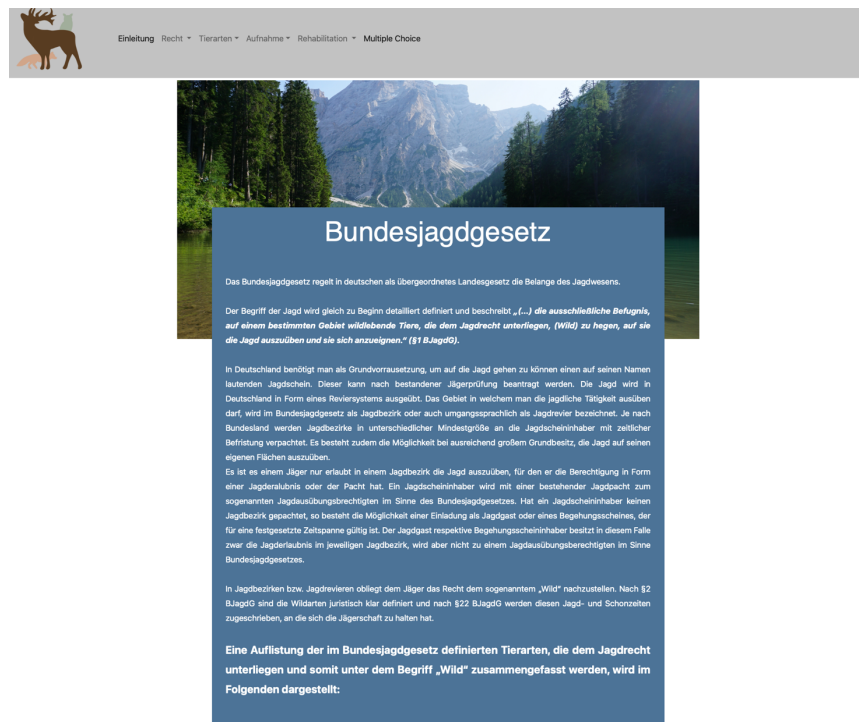 Einleitung Recht Tierarten Aufnahme Rehabilitation Multiple Choice
Bundesjagdgesetz
Das Bundesjagdgesetz regelt in deutschen als übergeordnetes Landesgesetz die Belange des Jagdwesens.
Der Begriff der Jagd wird gleich zu Beginn detailliert definiert und beschreibt „(...) die ausschließliche Befugnis,
auf einem bestimmten Gebiet wildlebende Tiere, die dem Jagdrecht unterliegen, (Wild) zu hegen, auf sie
die Jagd auszuüben und sie sich anzueignen.“ (§1 BJagdG).
In Deutschland benötigt man als Grundvorrausetzung, um auf die Jagd gehen zu können einen auf seinen Namen
lautenden Jagdschein. Dieser kann nach bestandener Jägerprüfung beantragt werden. Die Jagd wird in
Deutschland in Form eines Reviersystems ausgeübt. Das Gebiet in welchem man die jagdliche Tätigkeit ausüben
darf, wird im Bundesjagdgesetz als Jagdbezirk oder auch umgangssprachlich als Jagdrevier bezeichnet. Je nach
Bundesland werden Jagdbezirke in unterschiedlicher Mindestgröße an die Jagdscheininhaber mit zeitlicher
Befristung verpachtet. Es besteht zudem die Möglichkeit bei ausreichend großem Grundbesitz, die Jagd auf seinen
eigenen Flächen auszuüben.
Es ist es einem Jäger nur erlaubt in einem Jagdbezirk die Jagd auszuüben, für den er die Berechtigung in Form
einer Jagderalubnis oder der Pacht hat. Ein Jagdscheininhaber wird mit einer bestehender Jagdpacht zum
sogenannten Jagdausübungsbrechtigten im Sinne des Bundesjagdgesetzes. Hat ein Jagdscheininhaber keinen
Jagdbezirk gepachtet, so besteht die Möglichkeit einer Einladung als Jagdgast oder eines Begehungsscheines, der
für eine festgesetzte Zeitspanne gültig ist. Der Jagdgast respektive Begehungsscheininhaber besitzt in diesem Falle
zwar die Jagderlaubnis im jeweiligen Jagdbezirk, wird aber nicht zu einem Jagdausübungsberechtigten im Sinne
Bundesjagdgesetzes.
In Jagdbezirken bzw. Jagdrevieren obliegt dem Jäger das Recht dem sogenanntem „Wild“ nachzustellen. Nach §2
BJagdG sind die Wildarten juristisch klar definiert und nach §22 BJagdG werden diesen Jagd- und Schonzeiten
zugeschrieben, an die sich die Jägerschaft zu halten hat.
Eine Auflistung der im Bundesjagdgesetz definierten Tierarten, die dem Jagdrecht
unterliegen und somit unter dem Begriff „Wild“ zusammengefasst werden, wird im
Folgenden dargestellt: